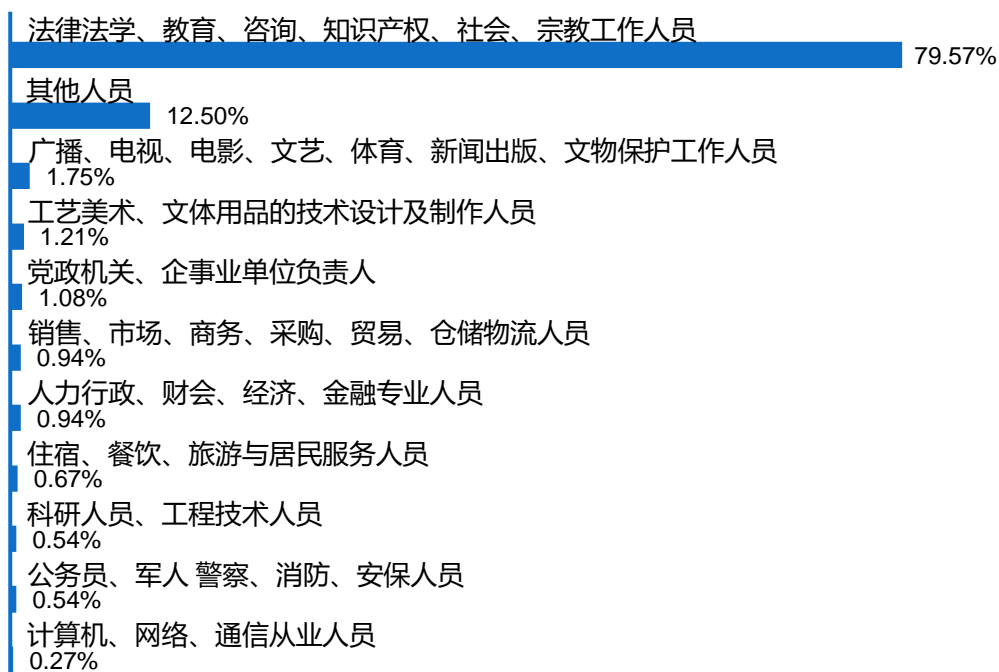 法律法学、教育、咨询、知识产权、社会、宗教工作人员
79.57%
其他人员
12.50%
广播、电视、电影、文艺、体育、新闻出版、文物保护工作人员
1.75%
工艺美术、文体用品的技术设计及制作人员
1.21%
党政机关、企事业单位负责人
1.08%
销售、市场、商务、采购、贸易、仓储物流人员
0.94%
人力行政、财会、经济、金融专业人员
0.94%
住宿、餐饮、旅游与居民服务人员
0.67%
科研人员、工程技术人员
0.54%
公务员、军人 警察、消防、安保人员
0.54%
计算机、网络、通信从业人员
0.27%